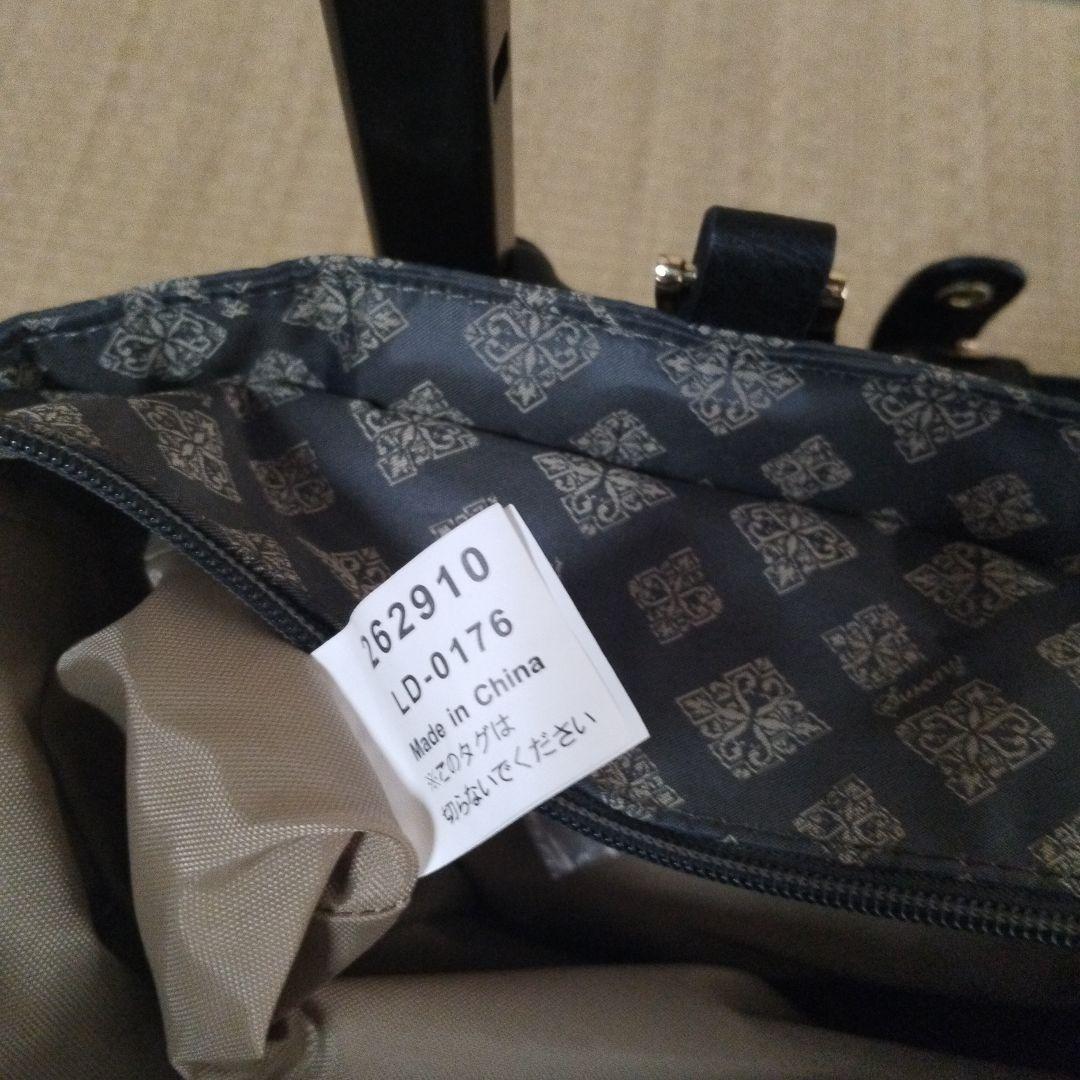 262910
LD-0176
Made in China
※このタグは
切らないでください